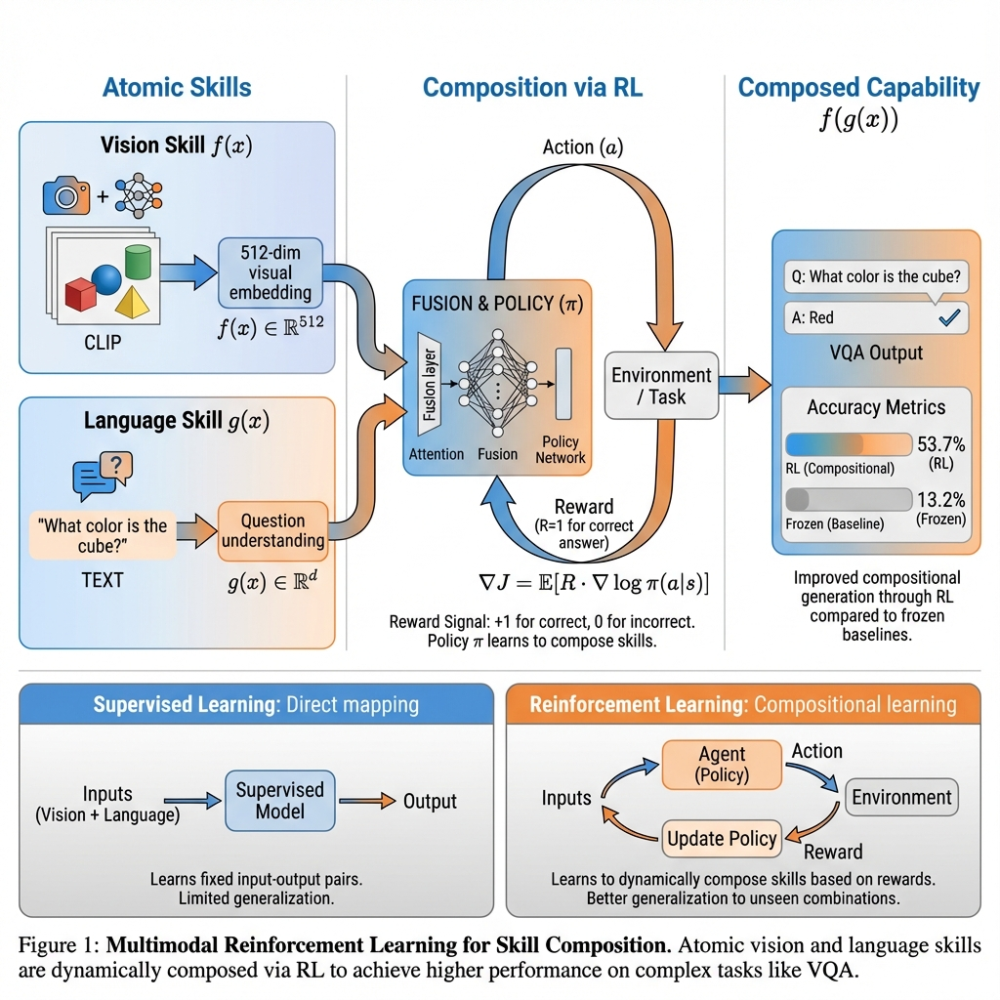 Atomic Skills
Vision Skill f(x)
+
512-dim
visual
embedding
CLIP
f(x) ∈ ℝ⁵¹²
Language Skill g(x)
?
"What color is the
cube?"
TEXT
Question
understanding
g(x) ∈ ℝᵈ
Composition via RL
Action (a)
FUSION & POLICY (π)
Fusion layer
Attention
Fusion
Policy
Network
Environment
/ Task
Reward
(R=1 for correct
answer)
∇J = 𝔼[R · ∇ log π(a|s)]
Reward Signal: +1 for correct, 0 for incorrect.
Policy π learns to compose skills.
Composed Capability
f(g(x))
Q: What color is the cube?
A: Red
VQA Output
Accuracy Metrics
53.7%
(RL)
RL (Compositional)
13.2%
(Frozen)
Frozen (Baseline)
Improved compositional
generation through RL
compared to frozen
baselines.
Supervised Learning: Direct mapping
Inputs
(Vision + Language)
Supervised
Model
Output
Learns fixed input-output pairs.
Limited generalization.
Reinforcement Learning: Compositional learning
Inputs
Agent
(Policy)
Action
Environment
Update Policy
Reward
Learns to dynamically compose skills based on rewards.
Better generalization to unseen combinations.
Figure 1: Multimodal Reinforcement Learning for Skill Composition. Atomic vision and language skills
are dynamically composed via RL to achieve higher performance on complex tasks like VQA.